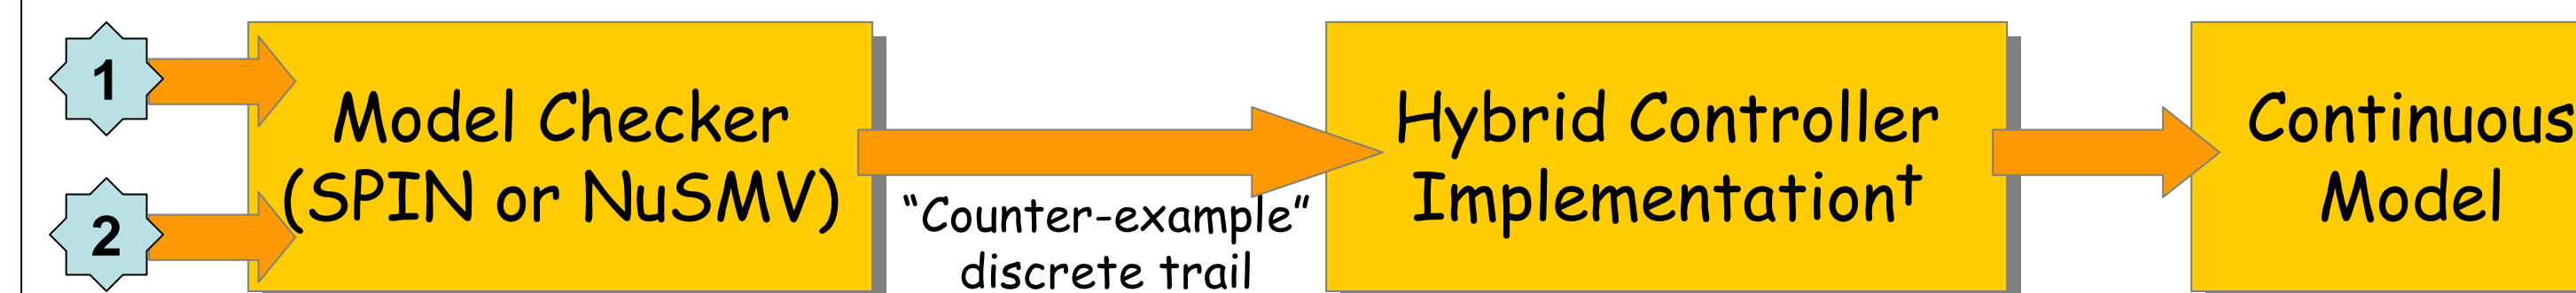 1
2
Model Checker
(SPIN or NuSMV)
“Counter-example”
discrete trail
Hybrid Controller
Implementation†
Continuous
Model